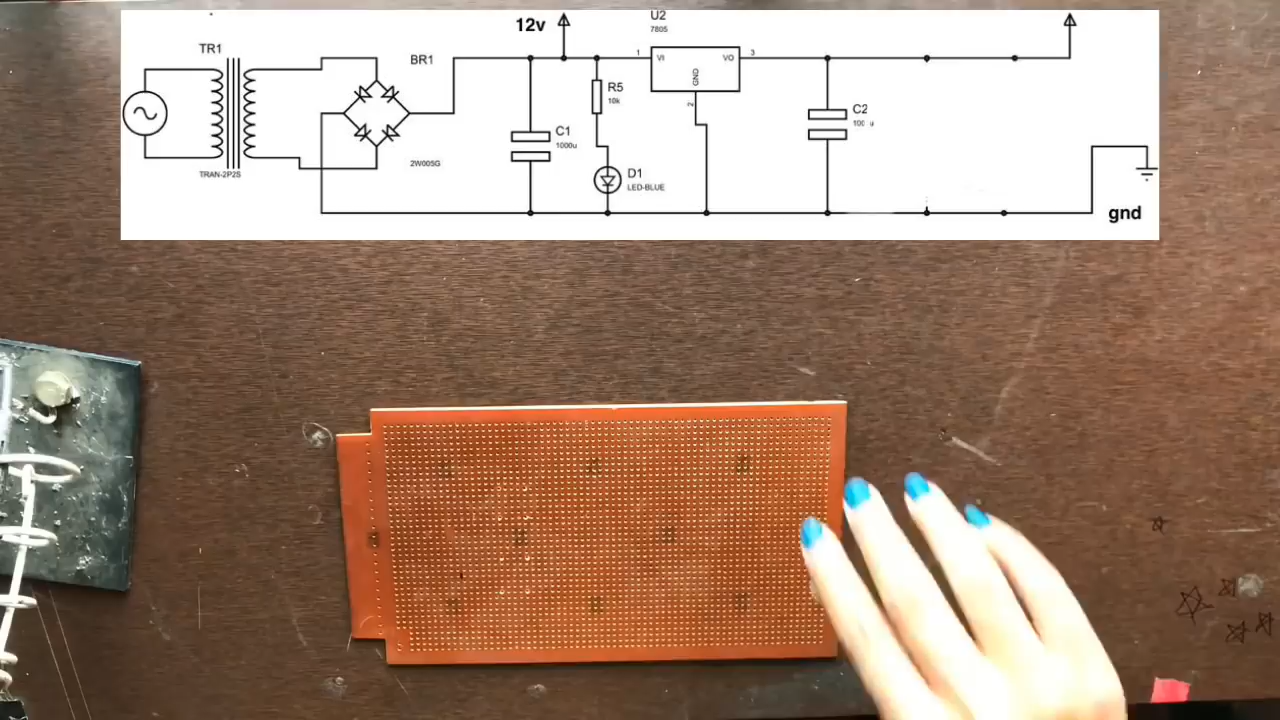 12v
U2
7805
TR1
BR1
1
VI
VO
3
GND
2
R5
10k
C1
1000u
C2
100 u
TRAN-2P2S
2W005G
D1
LED-BLUE
gnd